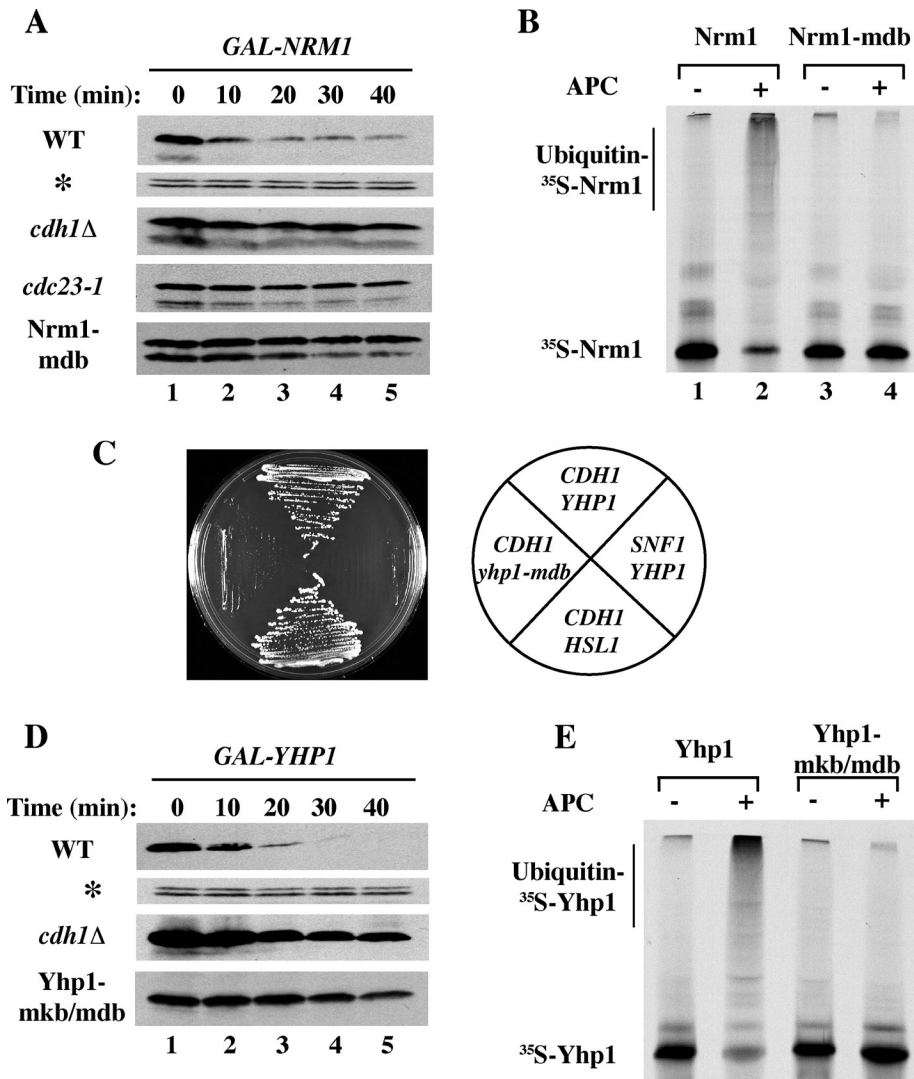 A
GAL-NRM1
Time (min): 0 10 20 30 40
WT
*
cdh1Δ
cdc23-1
Nrm1-
mdb
1 2 3 4 5
B
Nrm1 Nrm1-mdb
APC - + - +
Ubiquitin-
³⁵S-Nrm1
³⁵S-Nrm1
1 2 3 4
C
CDH1
YHP1
CDH1
yhp1-mdb
SNF1
YHP1
CDH1
HSL1
D
GAL-YHP1
Time (min): 0 10 20 30 40
WT
*
cdh1Δ
Yhp1-
mkb/mdb
1 2 3 4 5
E
Yhp1 Yhp1-
mkb/mdb
APC - + - +
Ubiquitin-
³⁵S-Yhp1
³⁵S-Yhp1